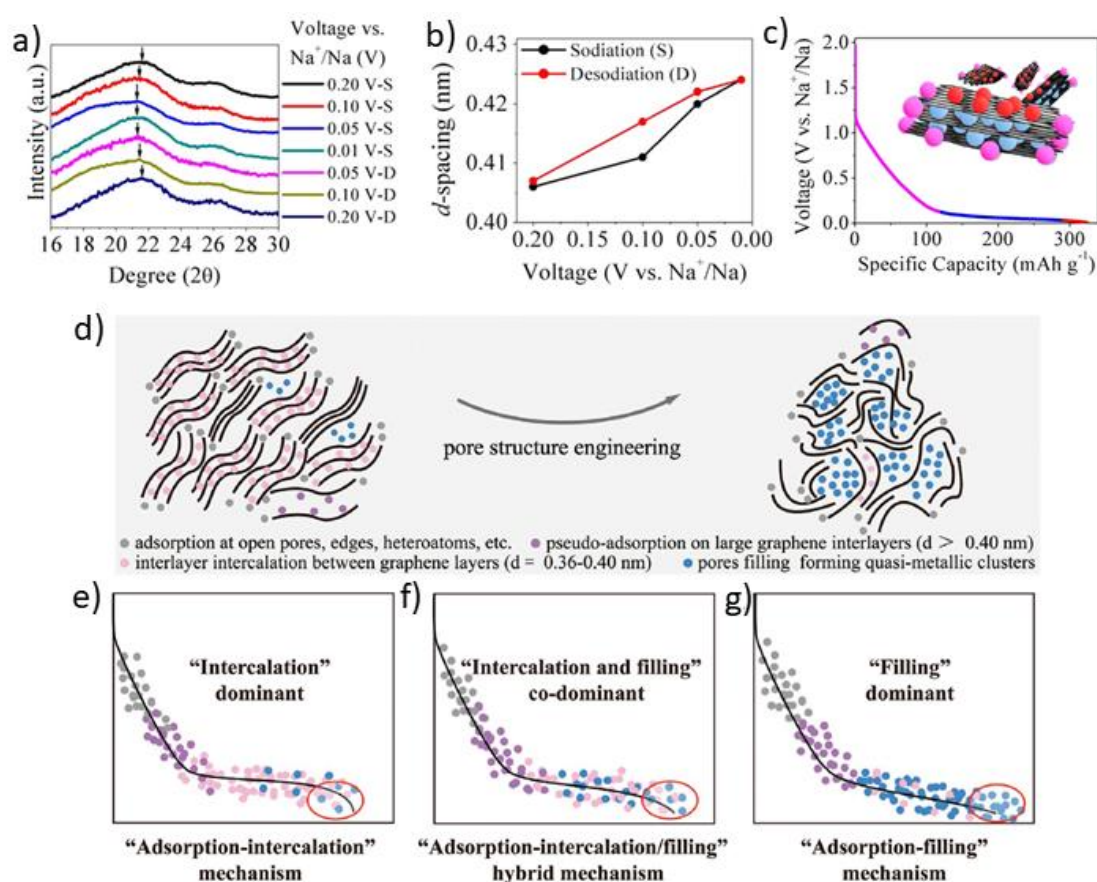 a)
Intensity (a.u.)
16 18 20 22 24 26 28 30
Degree (2θ)
Voltage vs.
Na⁺/Na (V)
0.20 V-S
0.10 V-S
0.05 V-S
0.01 V-S
0.05 V-D
0.10 V-D
0.20 V-D
b)
d-spacing (nm)
0.43
0.42
0.41
0.40
Sodiation (S)
Desodiation (D)
0.20 0.15 0.10 0.05 0.00
Voltage (V vs. Na⁺/Na)
c)
Voltage (V vs. Na⁺/Na)
2.0
1.5
1.0
0.5
0.0
0 100 200 300
Specific Capacity (mAh g⁻¹)
d)
pore structure engineering
adsorption at open pores, edges, heteroatoms, etc.
pseudo-adsorption on large graphene interlayers (d > 0.40 nm)
interlayer intercalation between graphene layers (d = 0.36-0.40 nm)
pores filling forming quasi-metallic clusters
e)
“Intercalation”
dominant
“Adsorption-intercalation”
mechanism
f)
“Intercalation and filling”
co-dominant
“Adsorption-intercalation/filling”
hybrid mechanism
g)
“Filling”
dominant
“Adsorption-filling”
mechanism